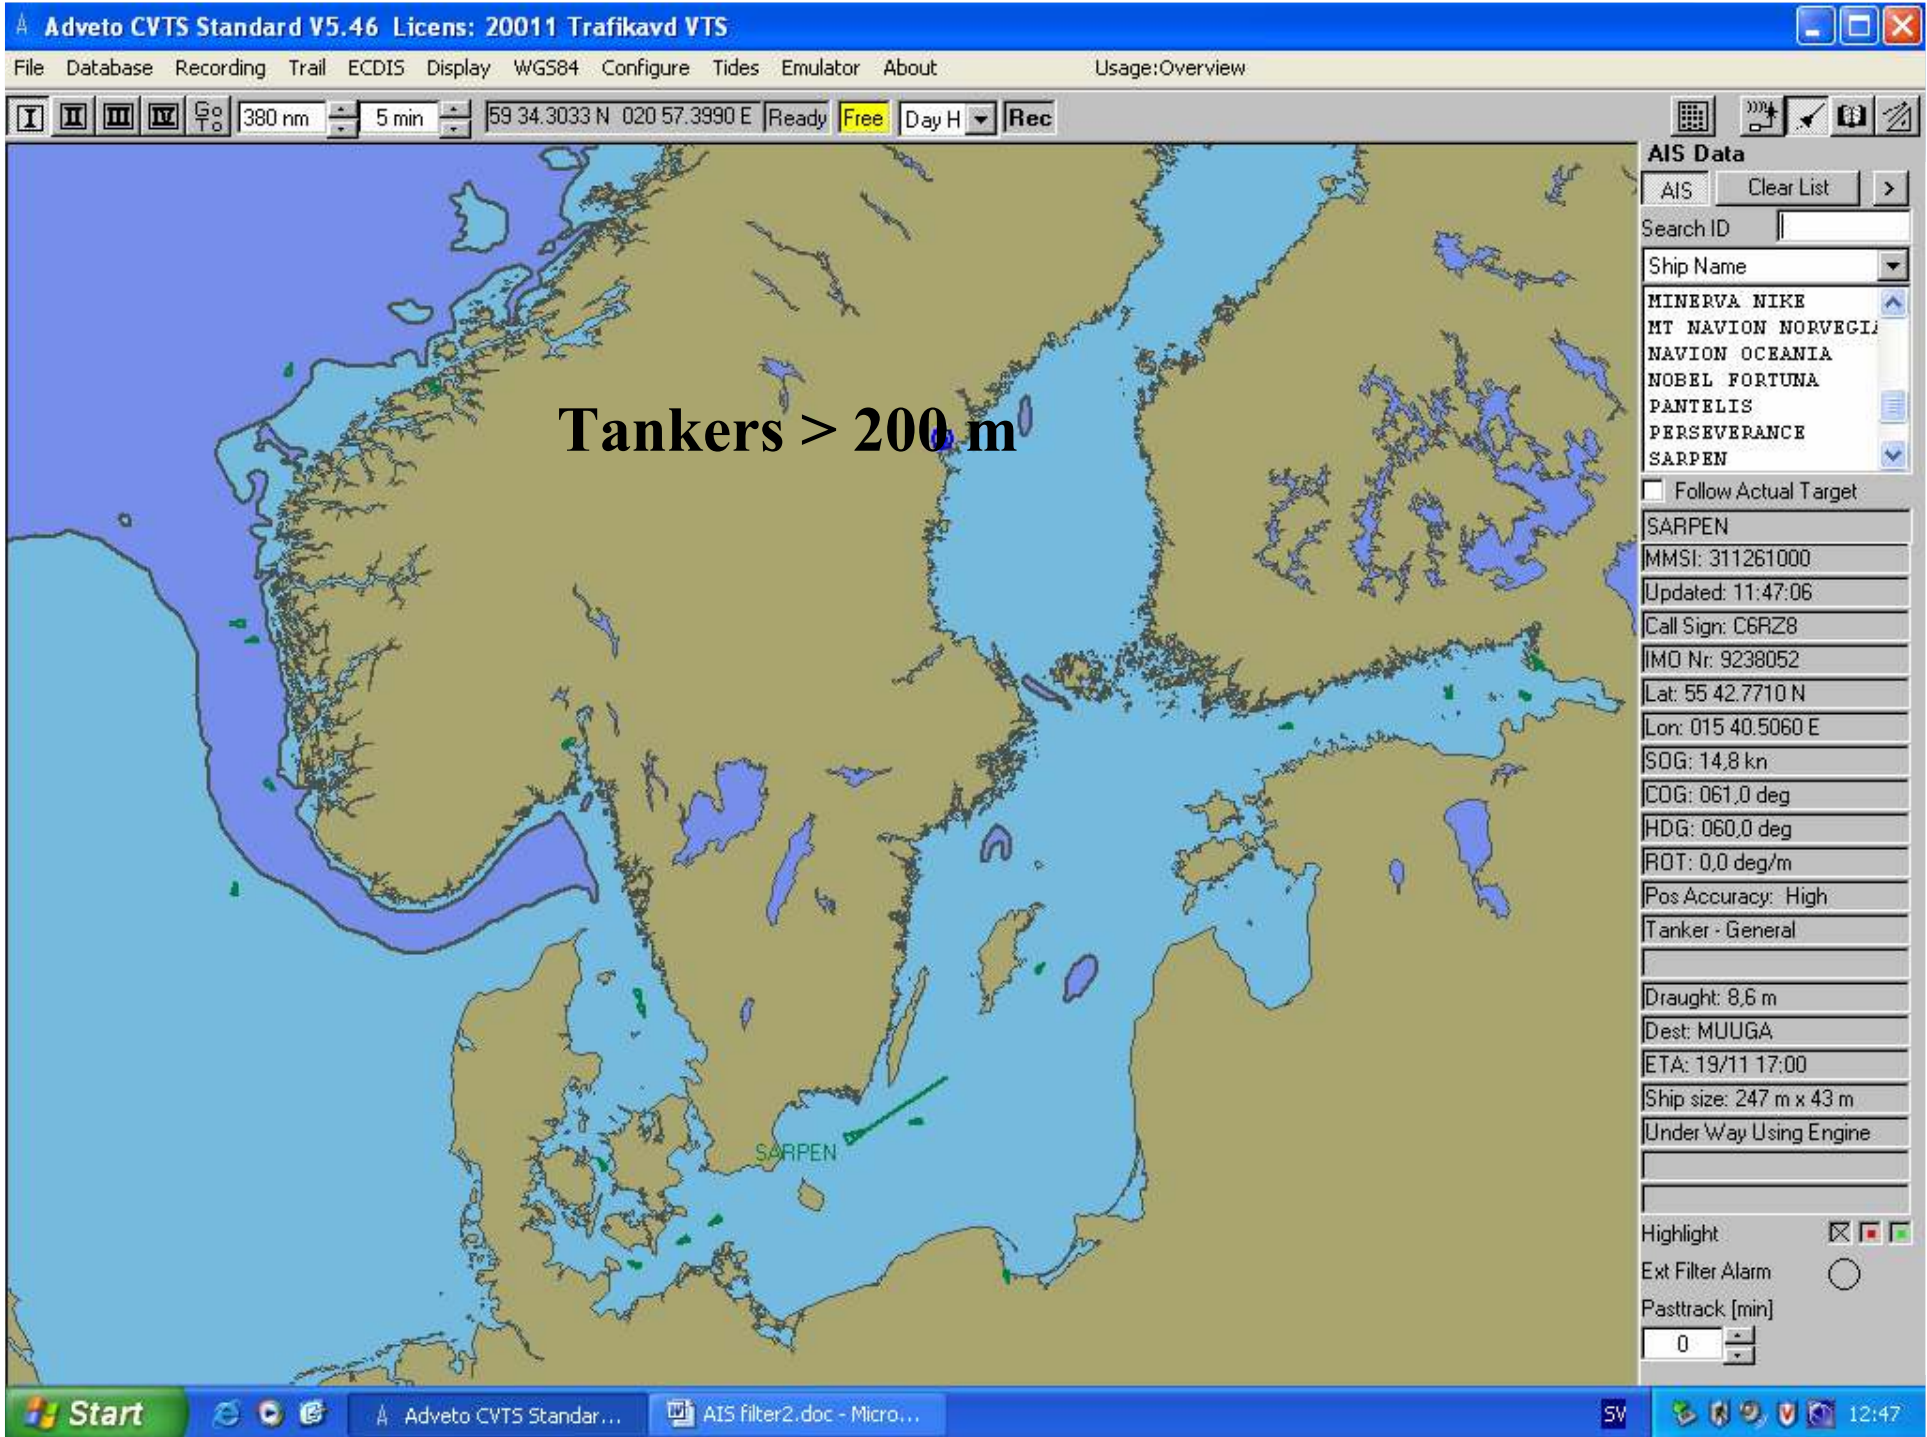 Adveto CVTS Standard V5.46 Licens: 20011 Trafikavd VTS
File Database Recording Trail ECDIS Display WGS84 Configure Tides Emulator About Usage:Overview
I II III IV Go To 380 nm 5 min 59 34.3033 N 020 57.3990 E Ready Free Day H Rec
AIS Data
AIS Clear List >
Search ID
Ship Name
MINERVA NIKE
MT NAVION NORVEGIA
NAVION OCEANIA
NOBEL FORTUNA
PANTELIS
PERSEVERANCE
SARPEN
Follow Actual Target
SARPEN
MMSI: 311261000
Updated: 11:47:06
Call Sign: C6RZ8
IMO Nr: 9238052
Lat: 55 42.7710 N
Lon: 015 40.5060 E
SOG: 14,8 kn
COG: 061,0 deg
HDG: 060,0 deg
ROT: 0,0 deg/m
Pos Accuracy: High
Tanker - General
Draught: 8,6 m
Dest: MUUGA
ETA: 19/11 17:00
Ship size: 247 m x 43 m
Under Way Using Engine
Highlight
Ext Filter Alarm
Pasttrack [min]
0
Tankers > 200 m
SARPEN
Start Adveto CVTS Standar... AIS filter2.doc - Micro... SV 12:47